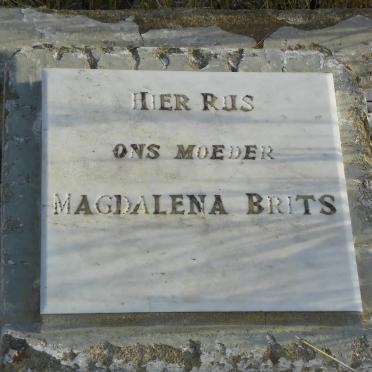 HIER RUS
ONS MOEDER
MAGDALENA BRITS